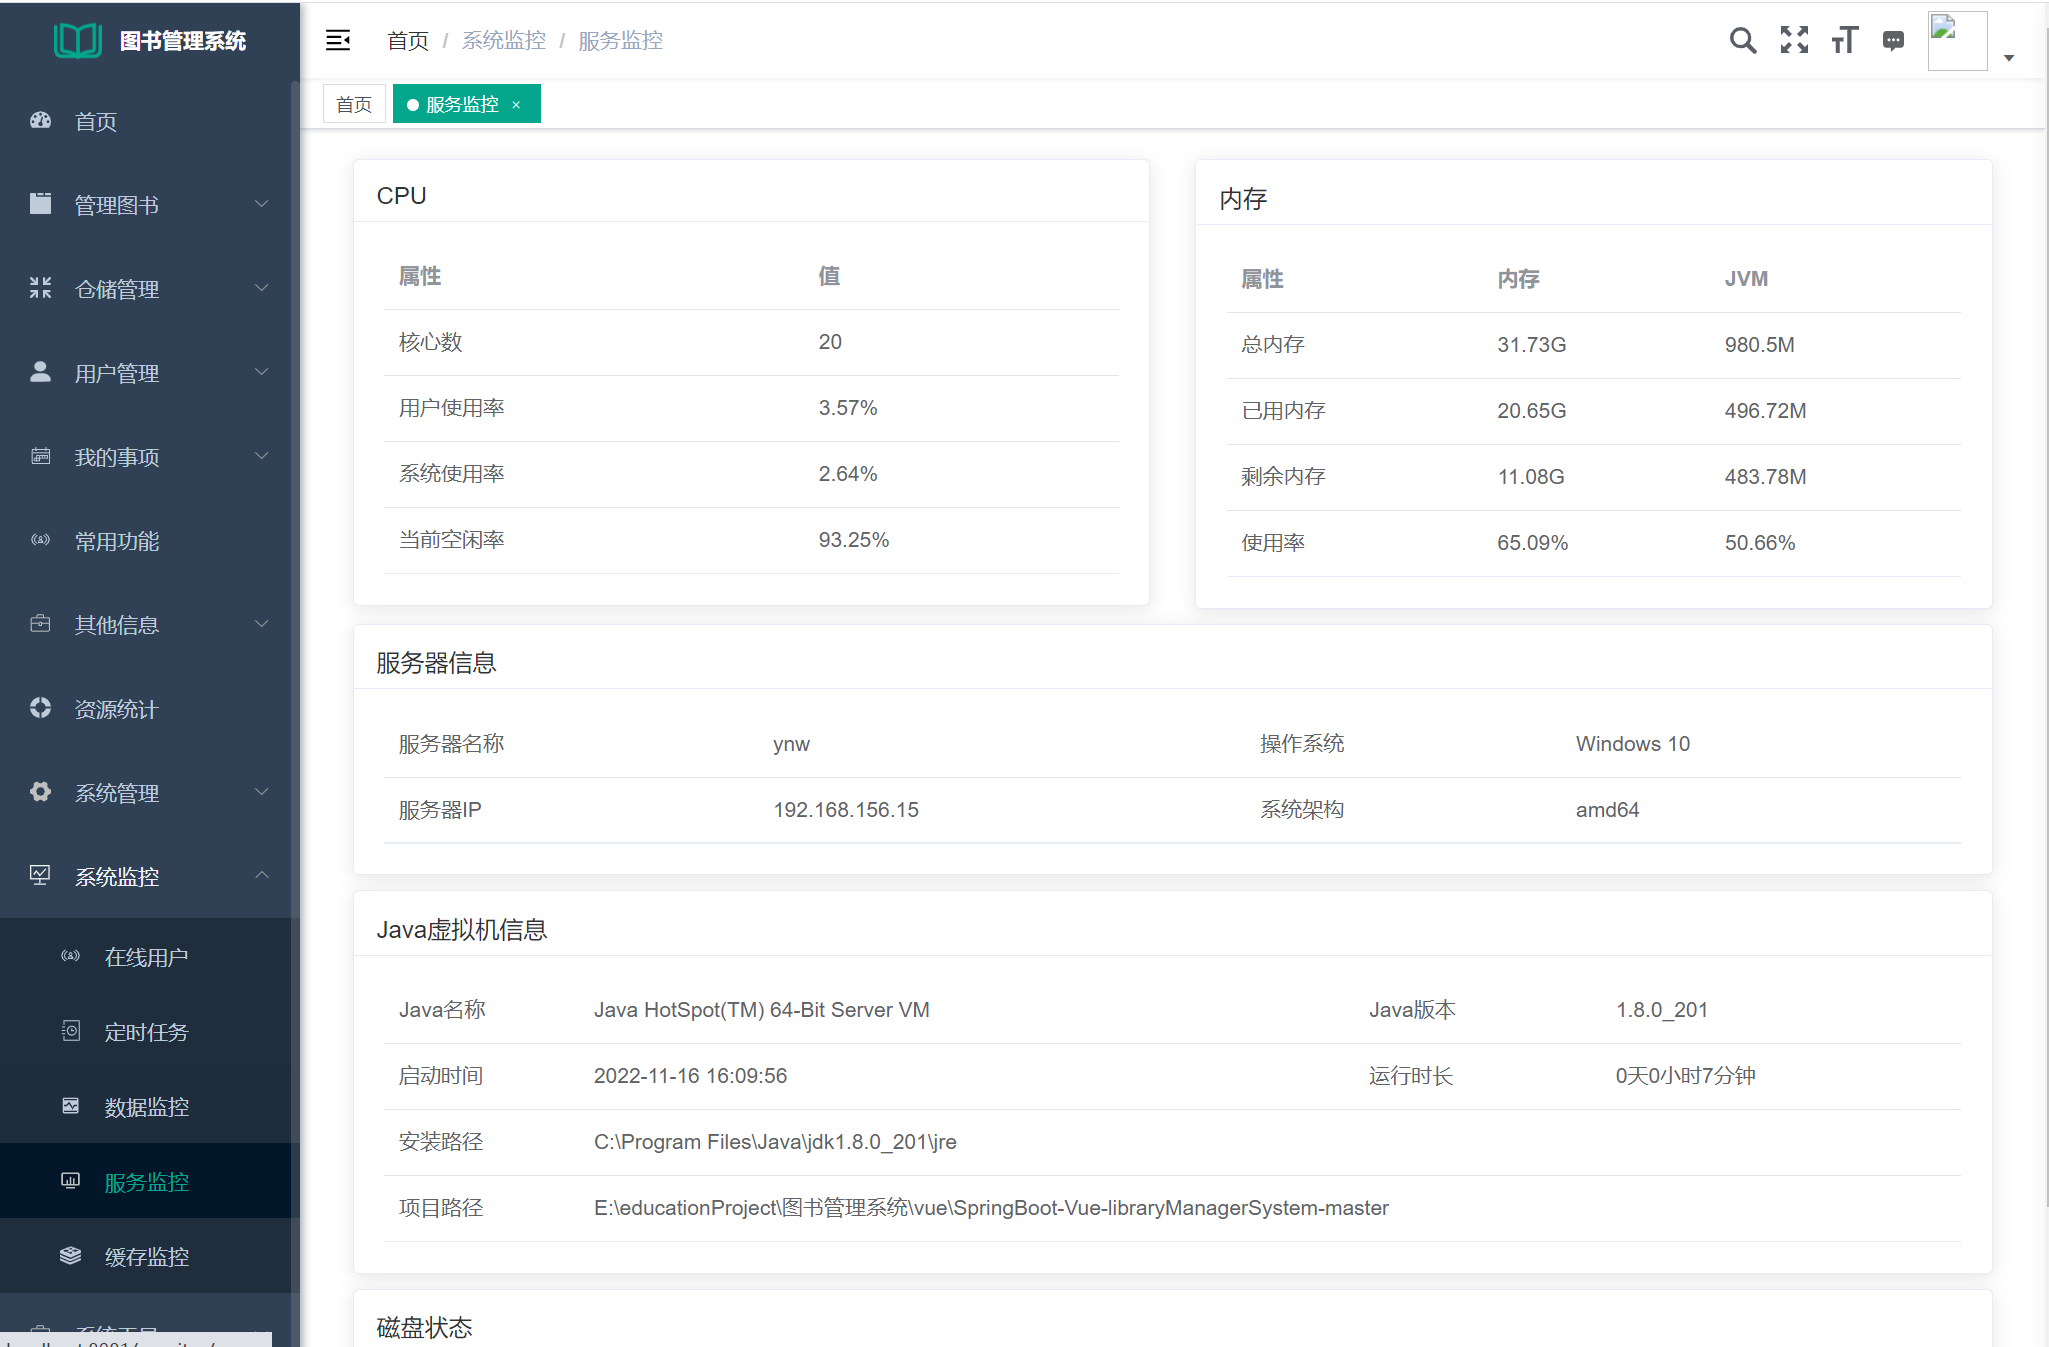 图书管理系统
首页 / 系统监控 / 服务监控
首页
服务监控 ×
首页
管理图书
仓储管理
用户管理
我的事项
常用功能
其他信息
资源统计
系统管理
系统监控
在线用户
定时任务
数据监控
服务监控
缓存监控
CPU
属性 值
核心数 20
用户使用率 3.57%
系统使用率 2.64%
当前空闲率 93.25%
内存
属性 内存 JVM
总内存 31.73G 980.5M
已用内存 20.65G 496.72M
剩余内存 11.08G 483.78M
使用率 65.09% 50.66%
服务器信息
服务器名称 ynw 操作系统 Windows 10
服务器IP 192.168.156.15 系统架构 amd64
Java虚拟机信息
Java名称 Java HotSpot(TM) 64-Bit Server VM Java版本 1.8.0_201
启动时间 2022-11-16 16:09:56 运行时长 0天0小时7分钟
安装路径 C:\Program Files\Java\jdk1.8.0_201\jre
项目路径 E:\educationProject\图书管理系统\vue\SpringBoot-Vue-libraryManagerSystem-master
磁盘状态